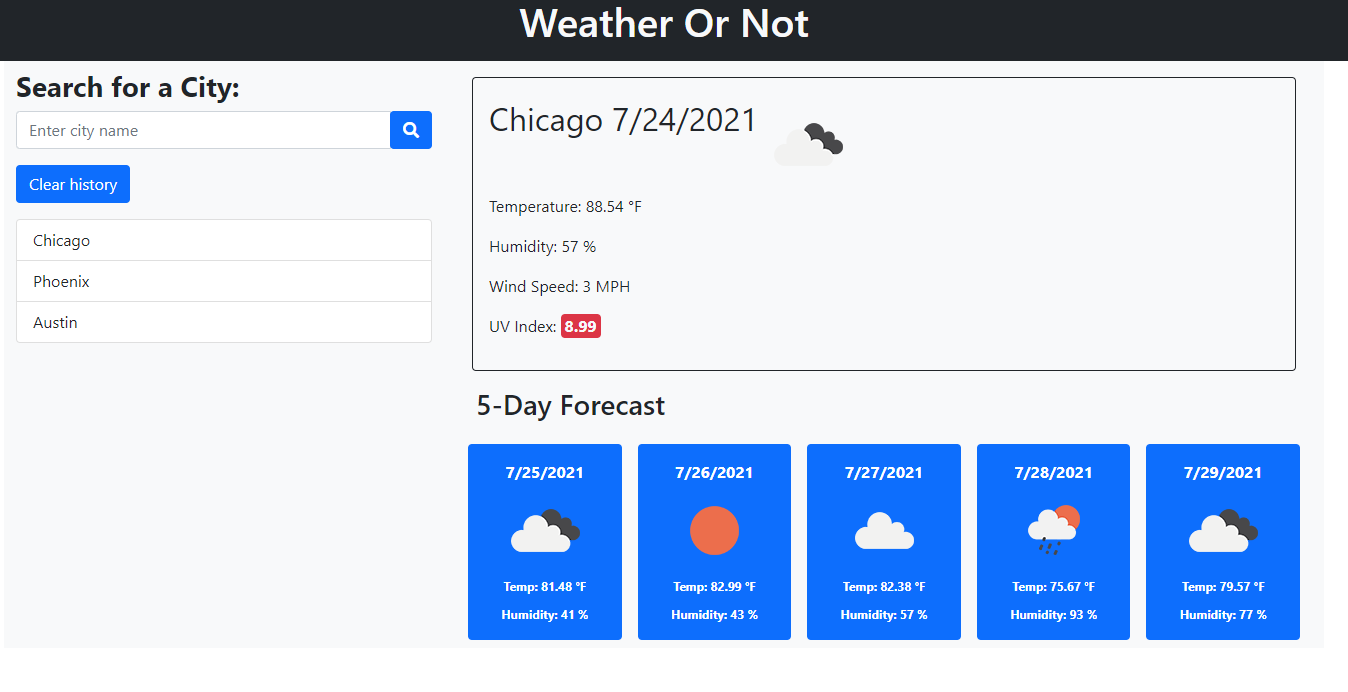 Weather Or Not
Search for a City:
Enter city name
Clear history
Chicago
Phoenix
Austin
Chicago 7/24/2021
Temperature: 88.54 °F
Humidity: 57 %
Wind Speed: 3 MPH
UV Index: 8.99
5-Day Forecast
7/25/2021
Temp: 81.48 °F
Humidity: 41 %
7/26/2021
Temp: 82.99 °F
Humidity: 43 %
7/27/2021
Temp: 82.38 °F
Humidity: 57 %
7/28/2021
Temp: 75.67 °F
Humidity: 93 %
7/29/2021
Temp: 79.57 °F
Humidity: 77 %